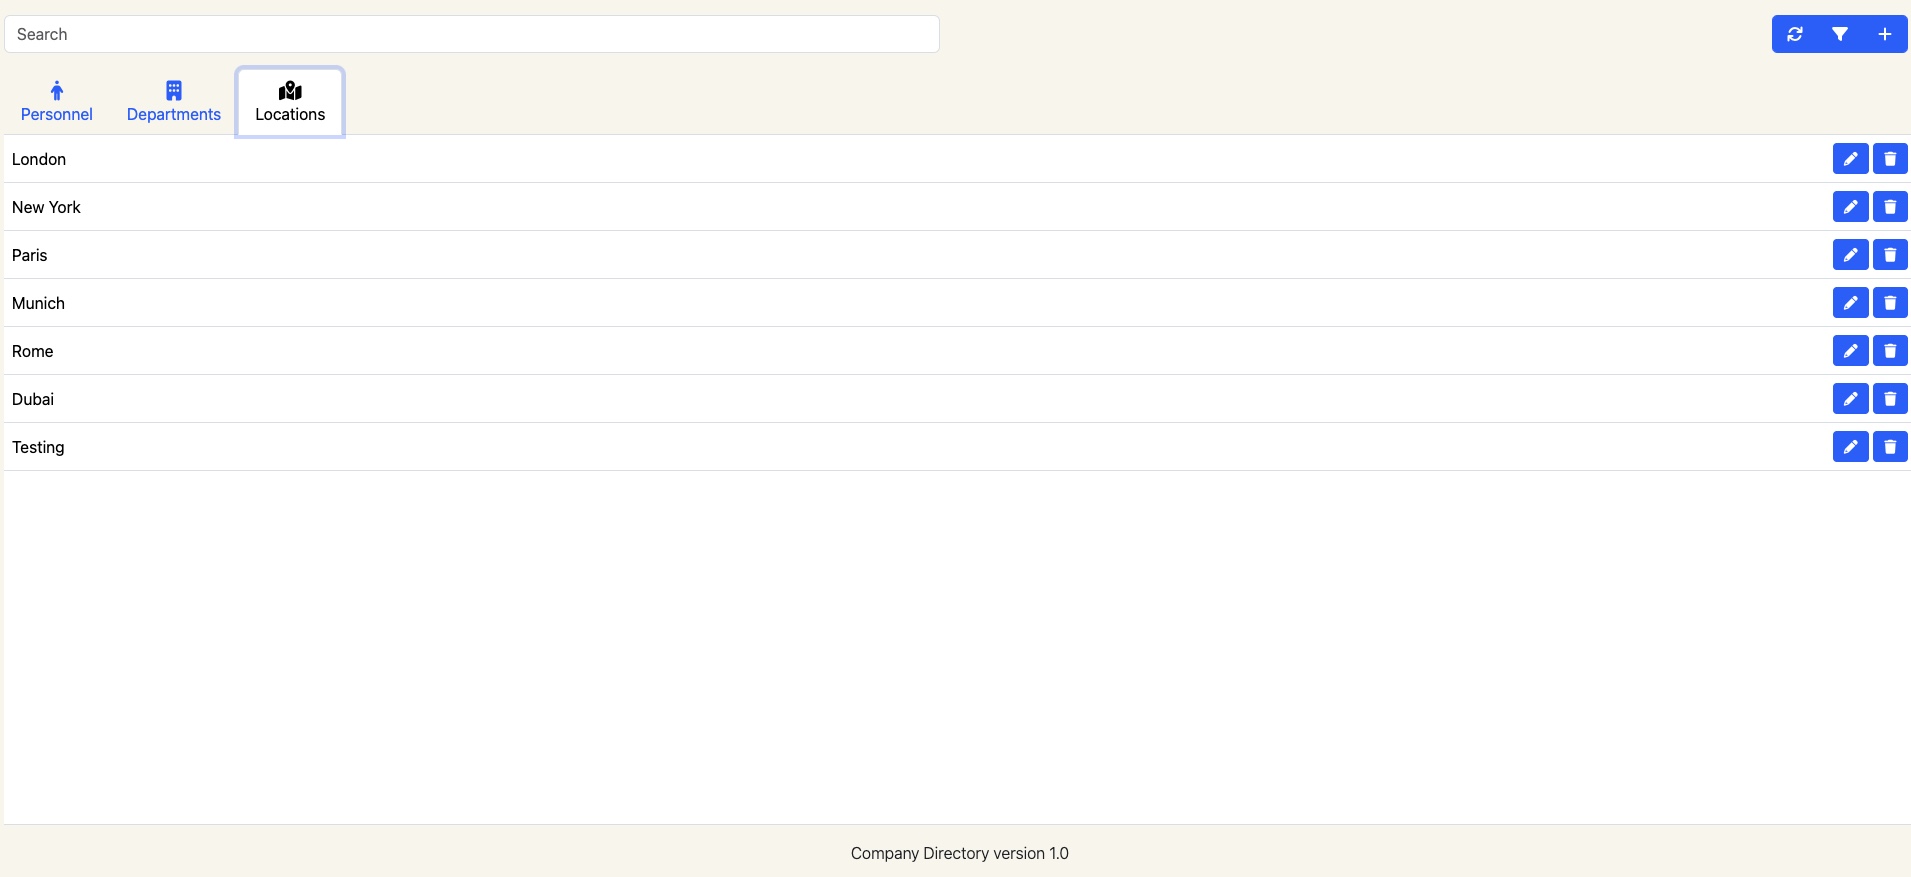 Search
Personnel
Departments
Locations
London
New York
Paris
Munich
Rome
Dubai
Testing
Company Directory version 1.0